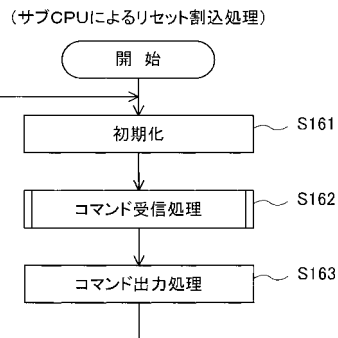 （サブCPUによるリセット割込処理）
開 始
初期化
S161
コマンド受信処理
S162
コマンド出力処理
S163